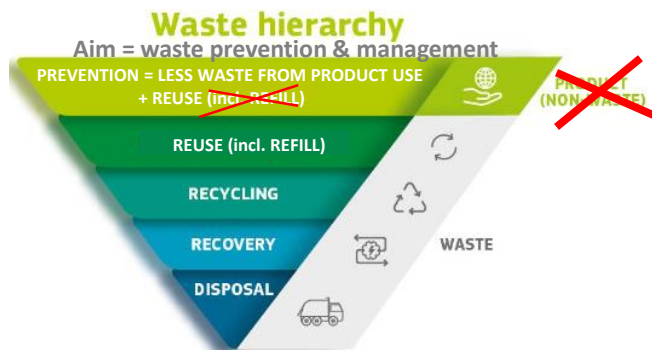 Waste hierarchy
Aim = waste prevention & management
PREVENTION = LESS WASTE FROM PRODUCT USE
+ REUSE (incl. REFILL)
PRODUCT
(NON-WASTE)
REUSE (incl. REFILL)
RECYCLING
RECOVERY
WASTE
DISPOSAL